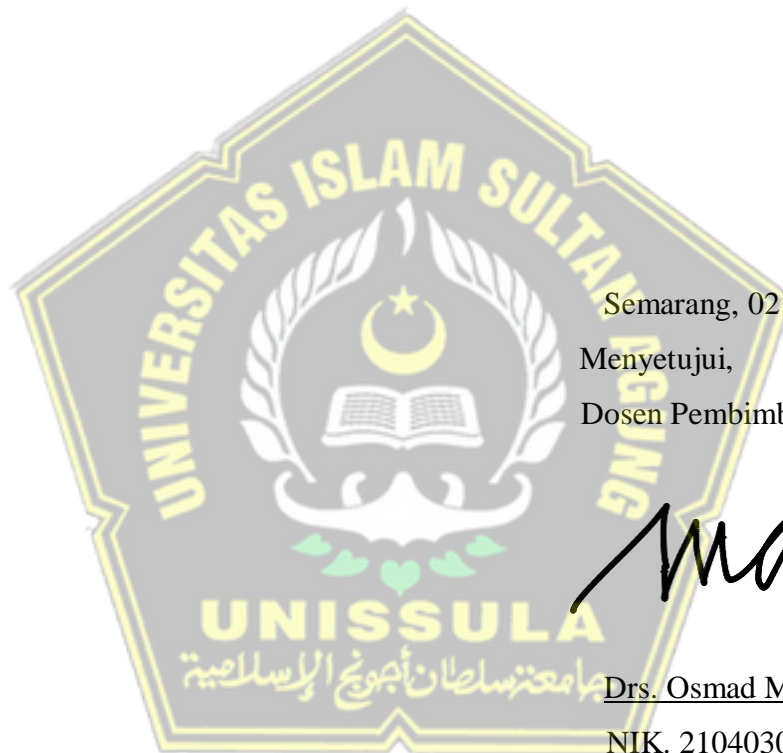 UNIVERSITAS ISLAM SULTAN AGUNG
Semarang, 02
Menyetujui,
Dosen Pembimb
UNISSULA
جامعة سلطان أجونج الإسلامية
Drs. Osmad M
NIK. 210403